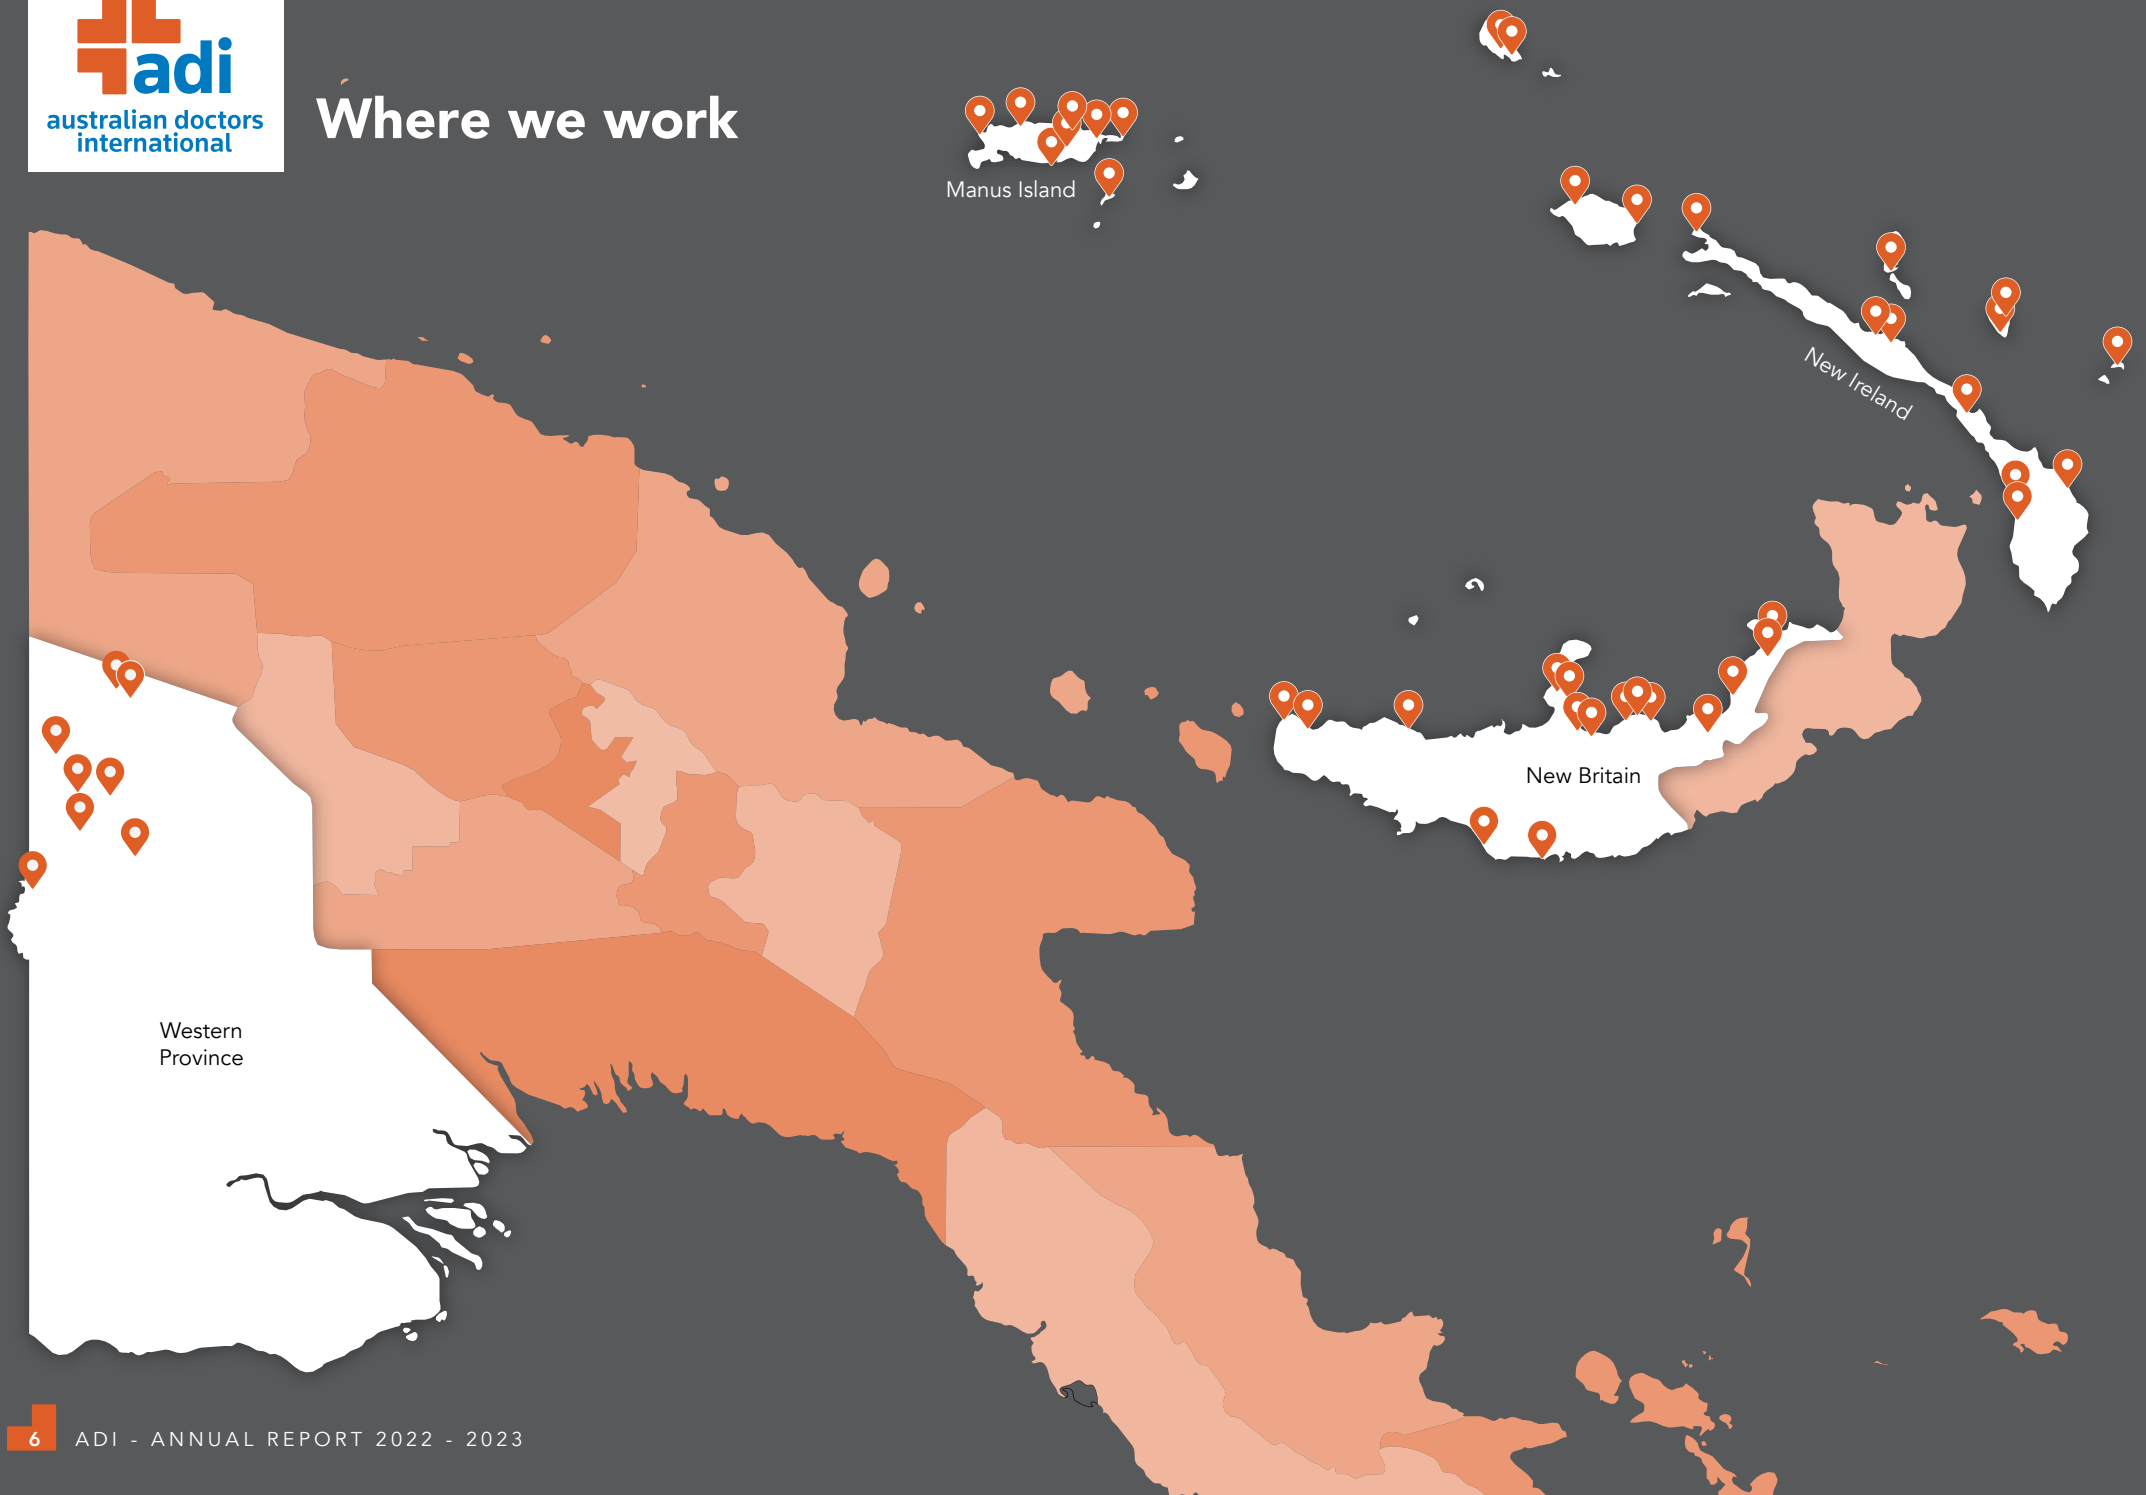 adi
australian doctors
international
Where we work
Manus Island
New Ireland
New Britain
Western
Province
6
ADI - ANNUAL REPORT 2022 - 2023